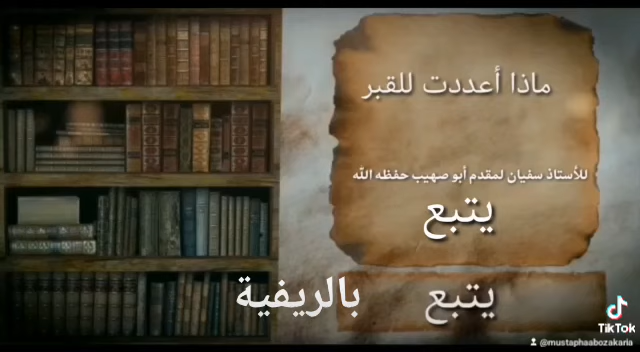 ماذا أعددت للقبر
للأستاذ سفيان لمقدم أبو صهيب حفظه الله
يتبع
يتبع بالريفية
TikTok
@mustaphaabozakaria